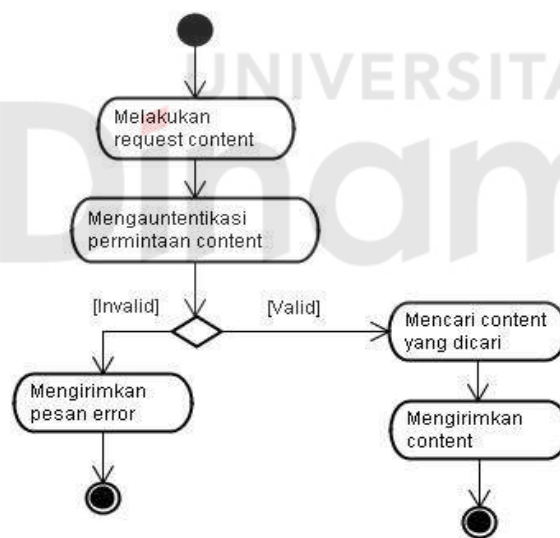 UNIVERSITA
Dinam
Melakukan
request content
Mengauntentikasi
permintaan content
[Invalid]
[Valid]
Mencari content
yang dicari
Mengirimkan
pesan error
Mengirimkan
content